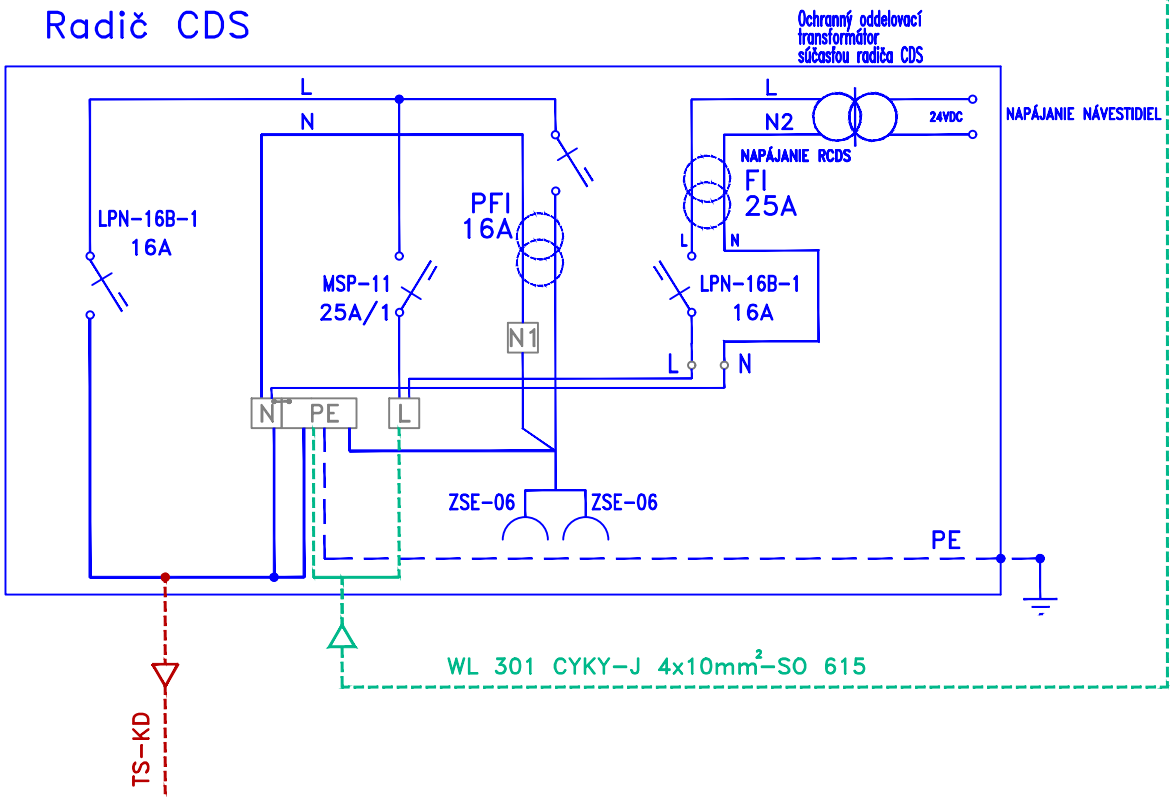 Radič CDS
Ochranný oddelovací
transformátor
súčasťou radiča CDS
L
N
L
N2
24VDC
NAPÁJANIE NÁVESTIDIEL
NAPÁJANIE RCDS
FI
25A
PFI
16A
LPN-16B-1
16A
L
N
MSP-11
25A/1
LPN-16B-1
16A
N1
L
N
N
PE
L
ZSE-06
ZSE-06
PE
WL 301 CYKY-J 4x10mm²-SO 615
TS-KD